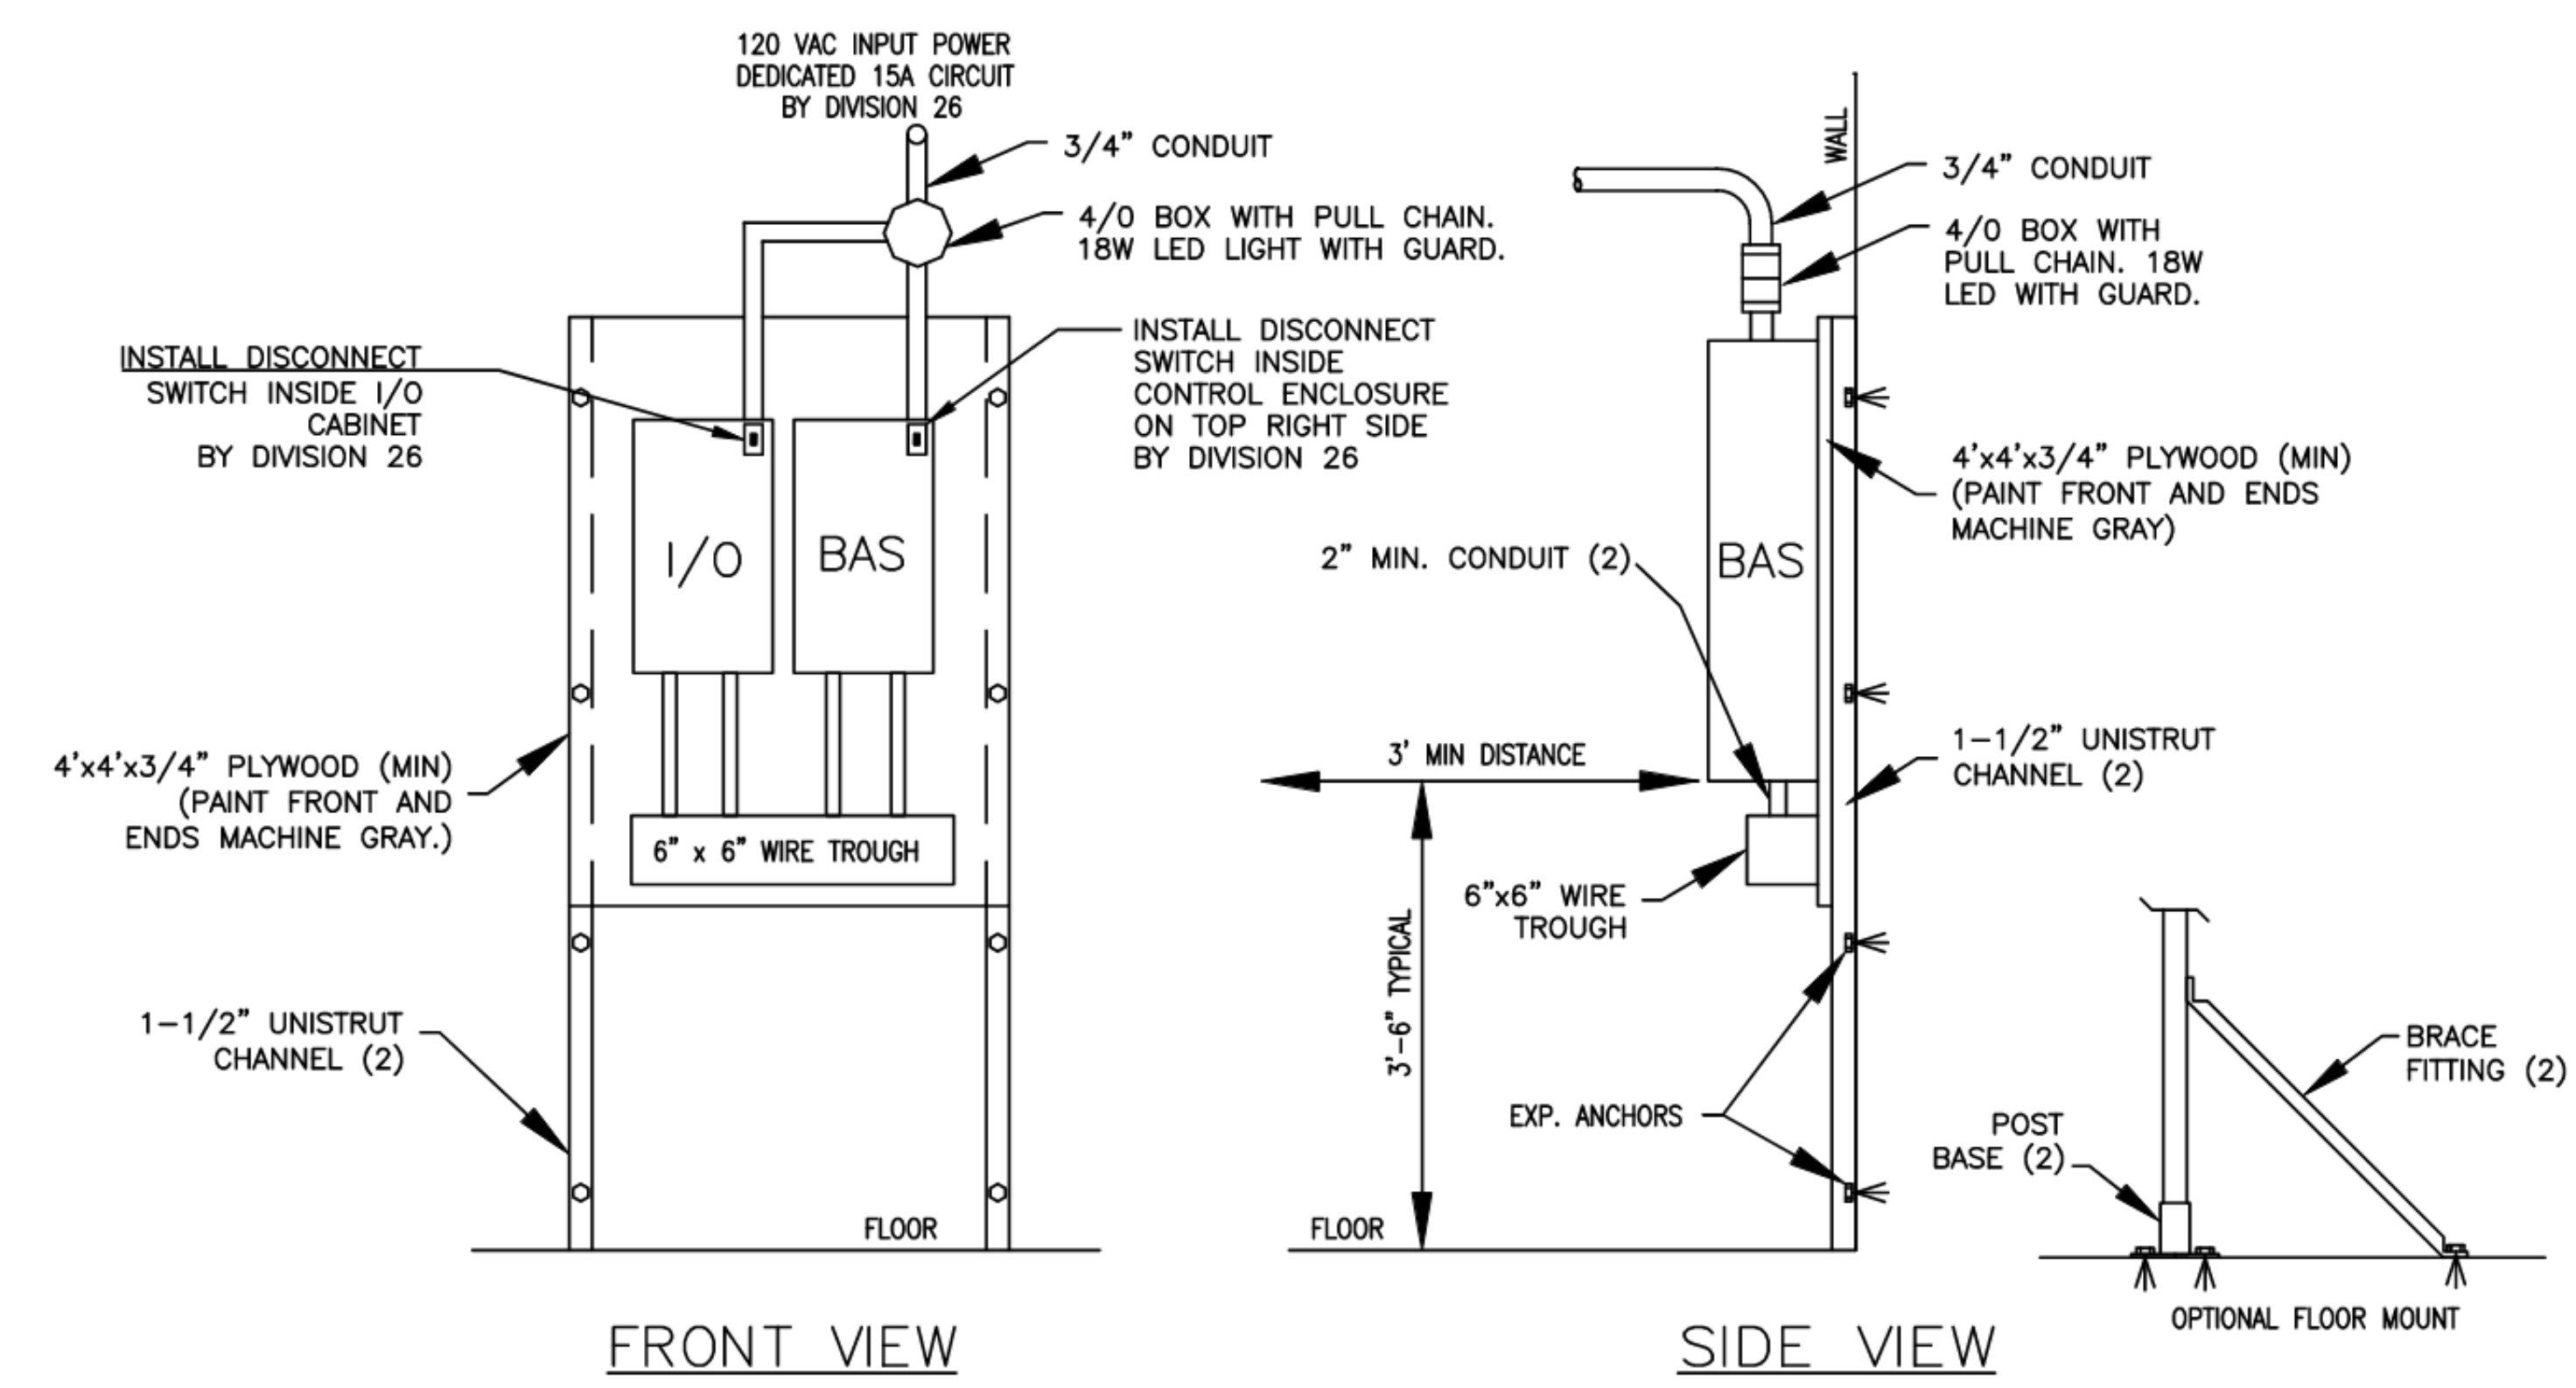 120 VAC INPUT POWER
DEDICATED 15A CIRCUIT
BY DIVISION 26
3/4” CONDUIT
4/0 BOX WITH PULL CHAIN.
18W LED LIGHT WITH GUARD.
INSTALL DISCONNECT
SWITCH INSIDE I/O
CABINET
BY DIVISION 26
INSTALL DISCONNECT
SWITCH INSIDE
CONTROL ENCLOSURE
ON TOP RIGHT SIDE
BY DIVISION 26
I/O
BAS
4’x4’x3/4” PLYWOOD (MIN)
(PAINT FRONT AND
ENDS MACHINE GRAY.)
6” x 6” WIRE TROUGH
1-1/2” UNISTRUT
CHANNEL (2)
FLOOR
FRONT VIEW
WALL
3/4” CONDUIT
4/0 BOX WITH
PULL CHAIN. 18W
LED WITH GUARD.
4’x4’x3/4” PLYWOOD (MIN)
(PAINT FRONT AND ENDS
MACHINE GRAY)
2” MIN. CONDUIT (2)
BAS
3’ MIN DISTANCE
1-1/2” UNISTRUT
CHANNEL (2)
6”x6” WIRE
TROUGH
3’-6” TYPICAL
EXP. ANCHORS
FLOOR
SIDE VIEW
BRACE
FITTING (2)
POST
BASE (2)
OPTIONAL FLOOR MOUNT